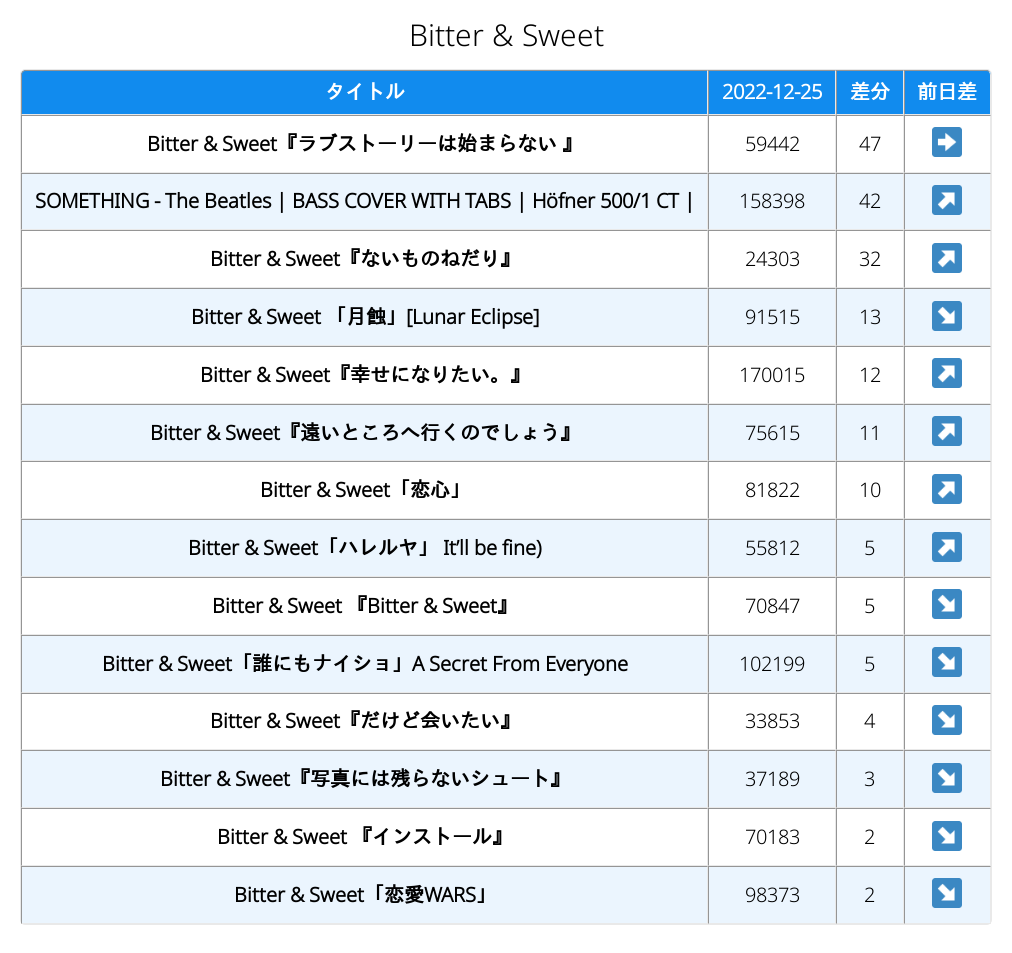 Bitter & Sweet
タイトル 2022-12-25 差分 前日差
Bitter & Sweet『ラブストーリーは始まらない 』 59442 47 ➡
SOMETHING - The Beatles | BASS COVER WITH TABS | Höfner 500/1 CT | 158398 42 ↗
Bitter & Sweet『ないものねだり』 24303 32 ↗
Bitter & Sweet 「月蝕」[Lunar Eclipse] 91515 13 ↘
Bitter & Sweet『幸せになりたい。』 170015 12 ↗
Bitter & Sweet『遠いところへ行くのでしょう』 75615 11 ↗
Bitter & Sweet「恋心」 81822 10 ↗
Bitter & Sweet「ハレルヤ」 It’ll be fine) 55812 5 ↗
Bitter & Sweet 『Bitter & Sweet』 70847 5 ↘
Bitter & Sweet「誰にもナイショ」A Secret From Everyone 102199 5 ↘
Bitter & Sweet『だけど会いたい』 33853 4 ↘
Bitter & Sweet『写真には残らないシュート』 37189 3 ↘
Bitter & Sweet 『インストール』 70183 2 ↘
Bitter & Sweet「恋愛WARS」 98373 2 ↘